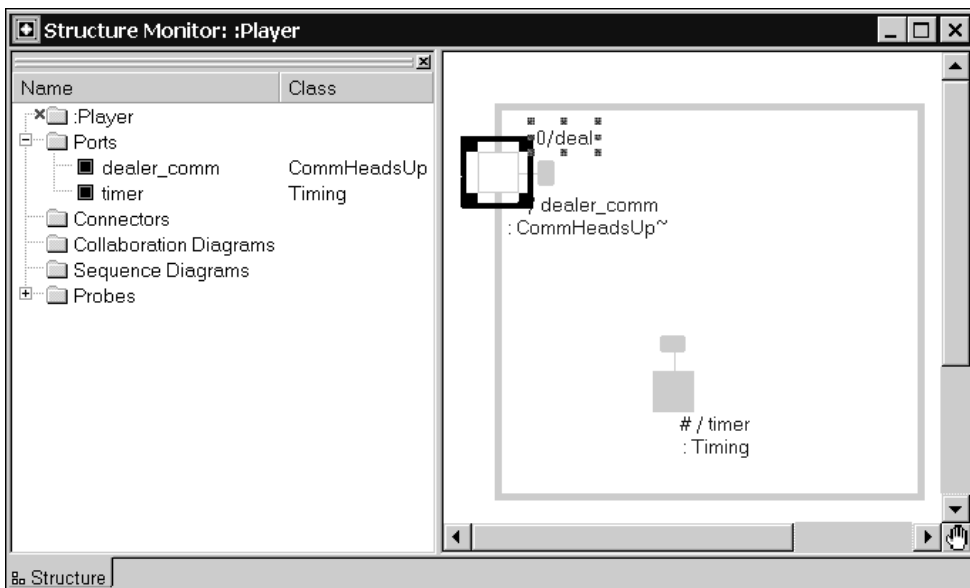 Structure Monitor: :Player
Name Class
:Player
Ports
dealer_comm CommHeadsUp
timer Timing
Connectors
Collaboration Diagrams
Sequence Diagrams
Probes
0/deal
/ dealer_comm
: CommHeadsUp~
# / timer
: Timing
Structure